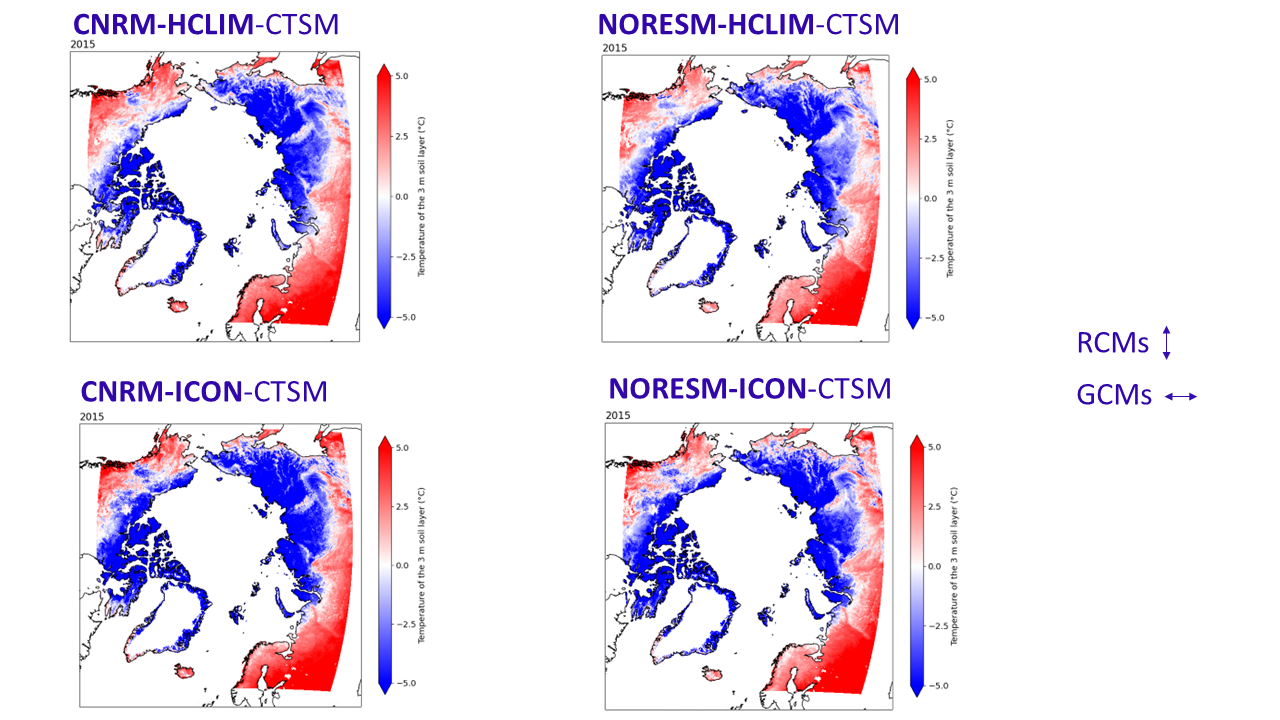 CNRM-HCLIM-CTSM
2015
5.0
2.5
0.0
−2.5
−5.0
Temperature of the 3 m soil layer (°C)
NORESM-HCLIM-CTSM
2015
5.0
2.5
0.0
−2.5
−5.0
Temperature of the 3 m soil layer (°C)
RCMs
GCMs
CNRM-ICON-CTSM
2015
5.0
2.5
0.0
−2.5
−5.0
Temperature of the 3 m soil layer (°C)
NORESM-ICON-CTSM
2015
5.0
2.5
0.0
−2.5
−5.0
Temperature of the 3 m soil layer (°C)